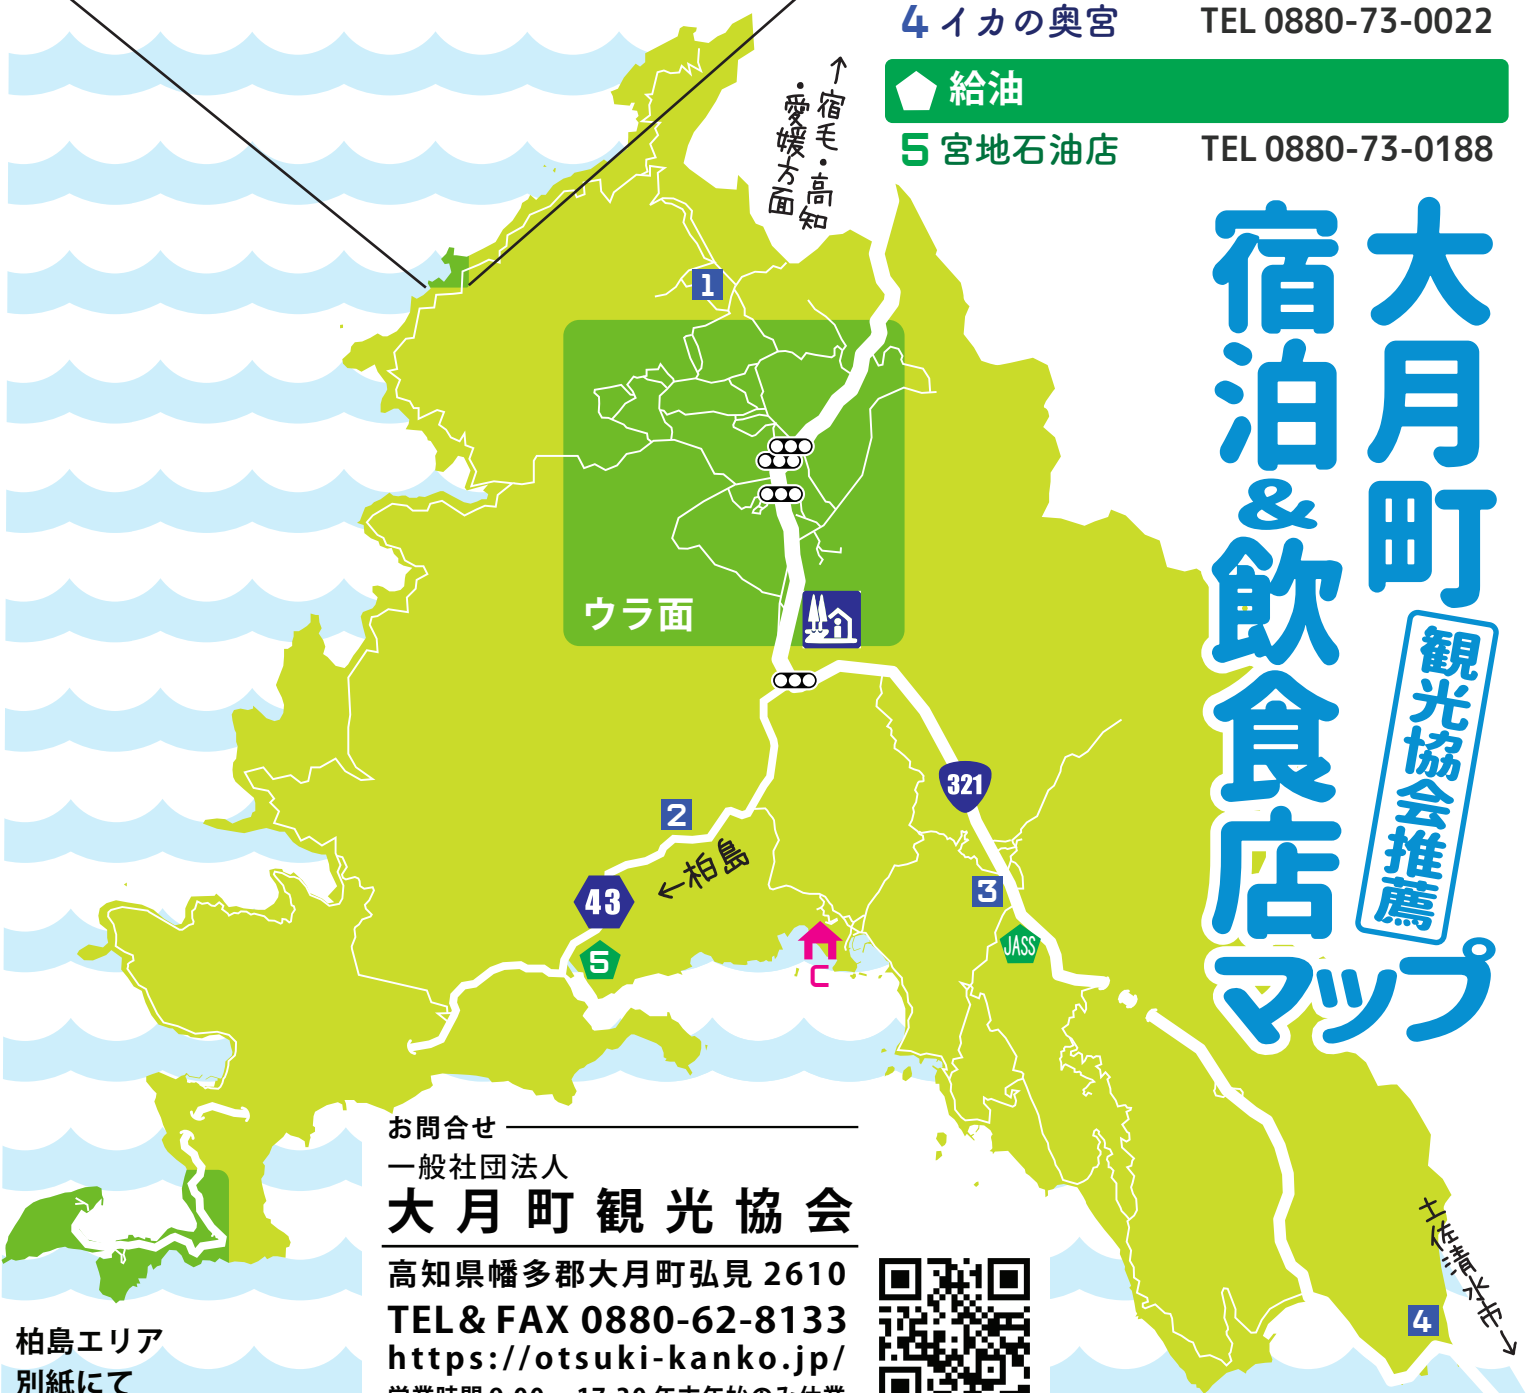 4 イカの奥宮 TEL 0880-73-0022
給油
5 宮地石油店 TEL 0880-73-0188
↑宿毛・高知
・愛媛方面
大月町
宿泊&飲食店
マップ
観光協会推薦
1
ウラ面
321
2
←柏島
43
3
5
JASS
C
土佐清水市→
4
お問合せ
一般社団法人
大月町観光協会
高知県幡多郡大月町弘見 2610
TEL& FAX 0880-62-8133
https://otsuki-kanko.jp/
柏島エリア
別紙にて